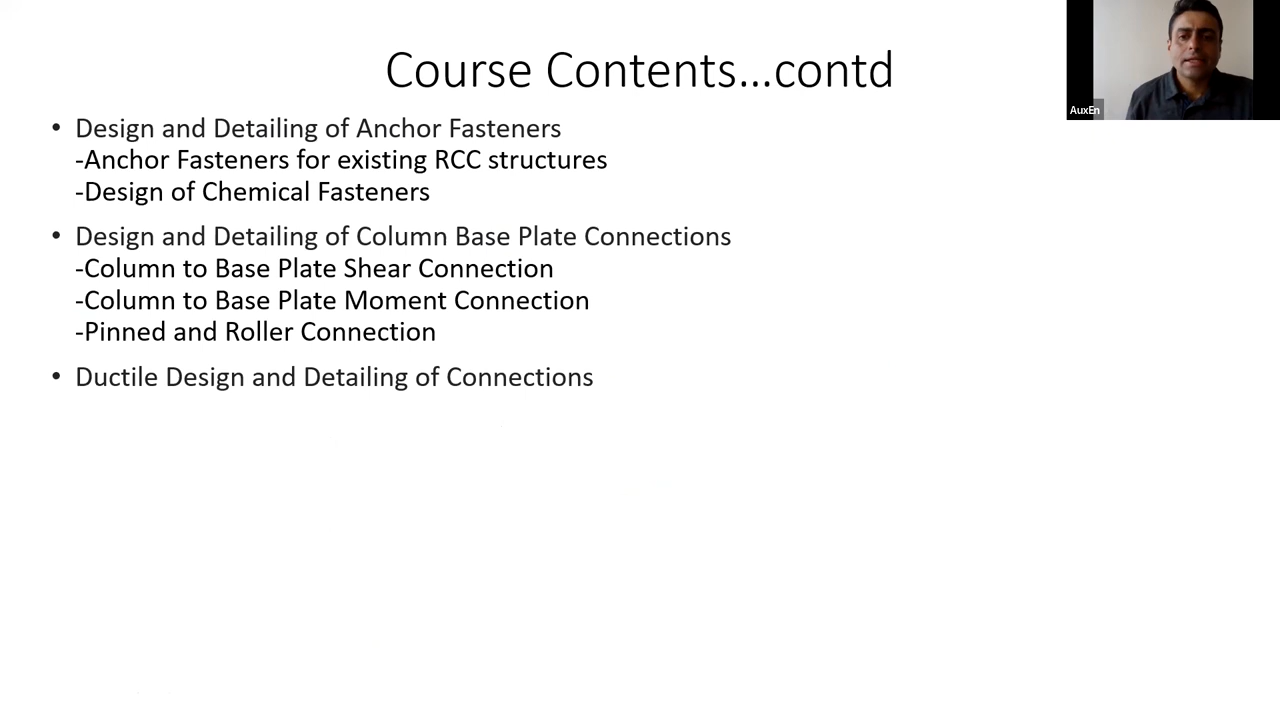 Course Contents...contd
AuxEn
• Design and Detailing of Anchor Fasteners
-Anchor Fasteners for existing RCC structures
-Design of Chemical Fasteners
• Design and Detailing of Column Base Plate Connections
-Column to Base Plate Shear Connection
-Column to Base Plate Moment Connection
-Pinned and Roller Connection
• Ductile Design and Detailing of Connections